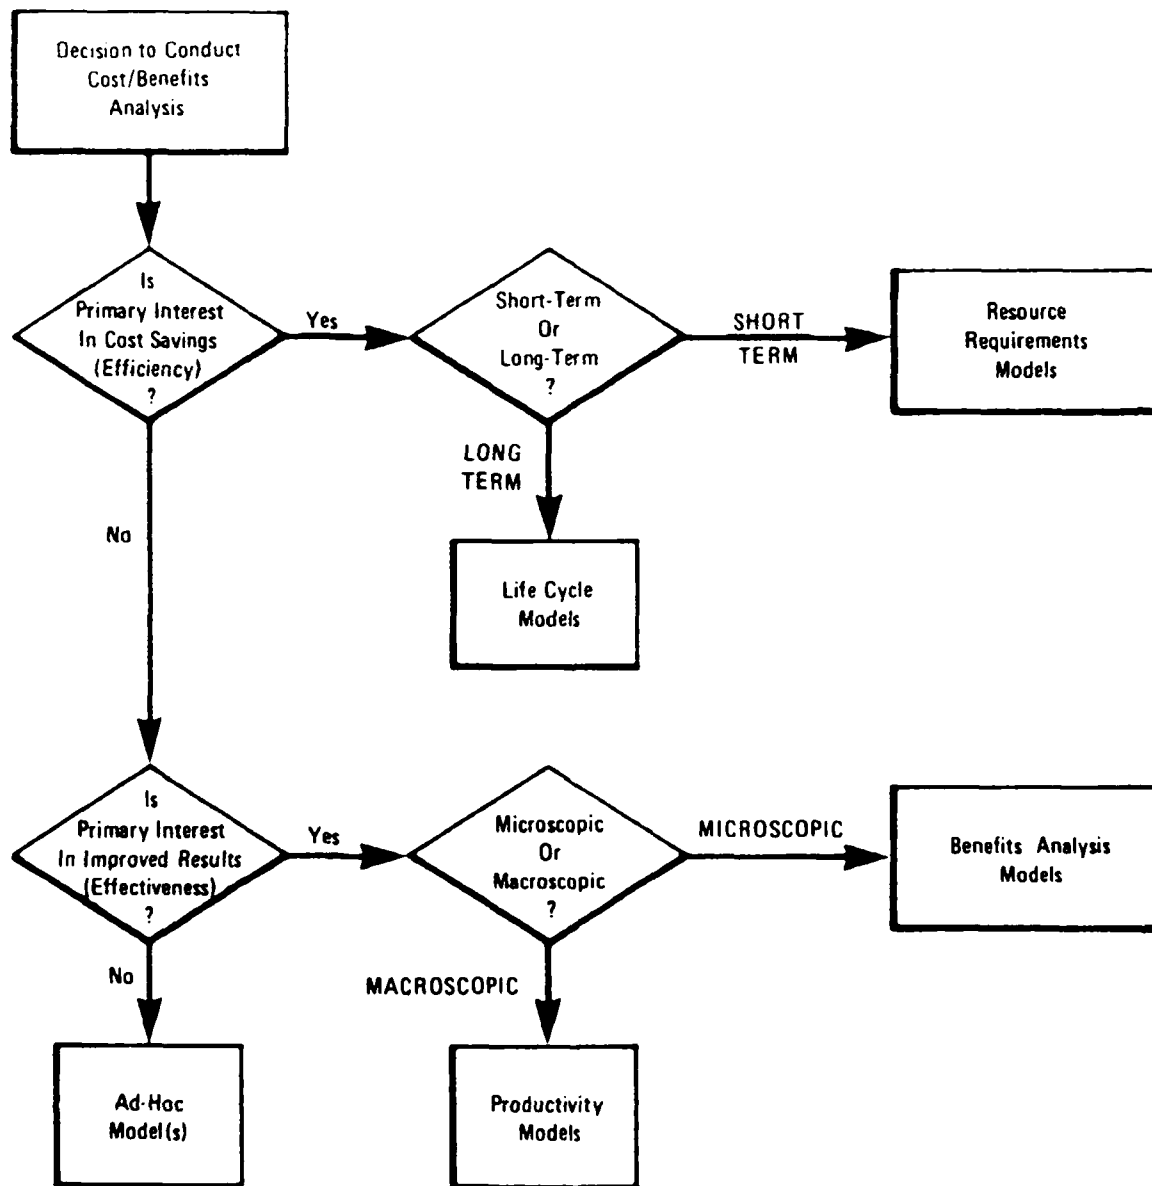 Decision to Conduct
Cost/Benefits
Analysis
Is
Primary Interest
In Cost Savings
(Efficiency)
?
Yes
Short-Term
Or
Long-Term
?
SHORT
TERM
Resource
Requirements
Models
LONG
TERM
Life Cycle
Models
No
Is
Primary Interest
In Improved Results
(Effectiveness)
?
Yes
Microscopic
Or
Macroscopic
?
MICROSCOPIC
Benefits Analysis
Models
No
MACROSCOPIC
Ad-Hoc
Model(s)
Productivity
Models